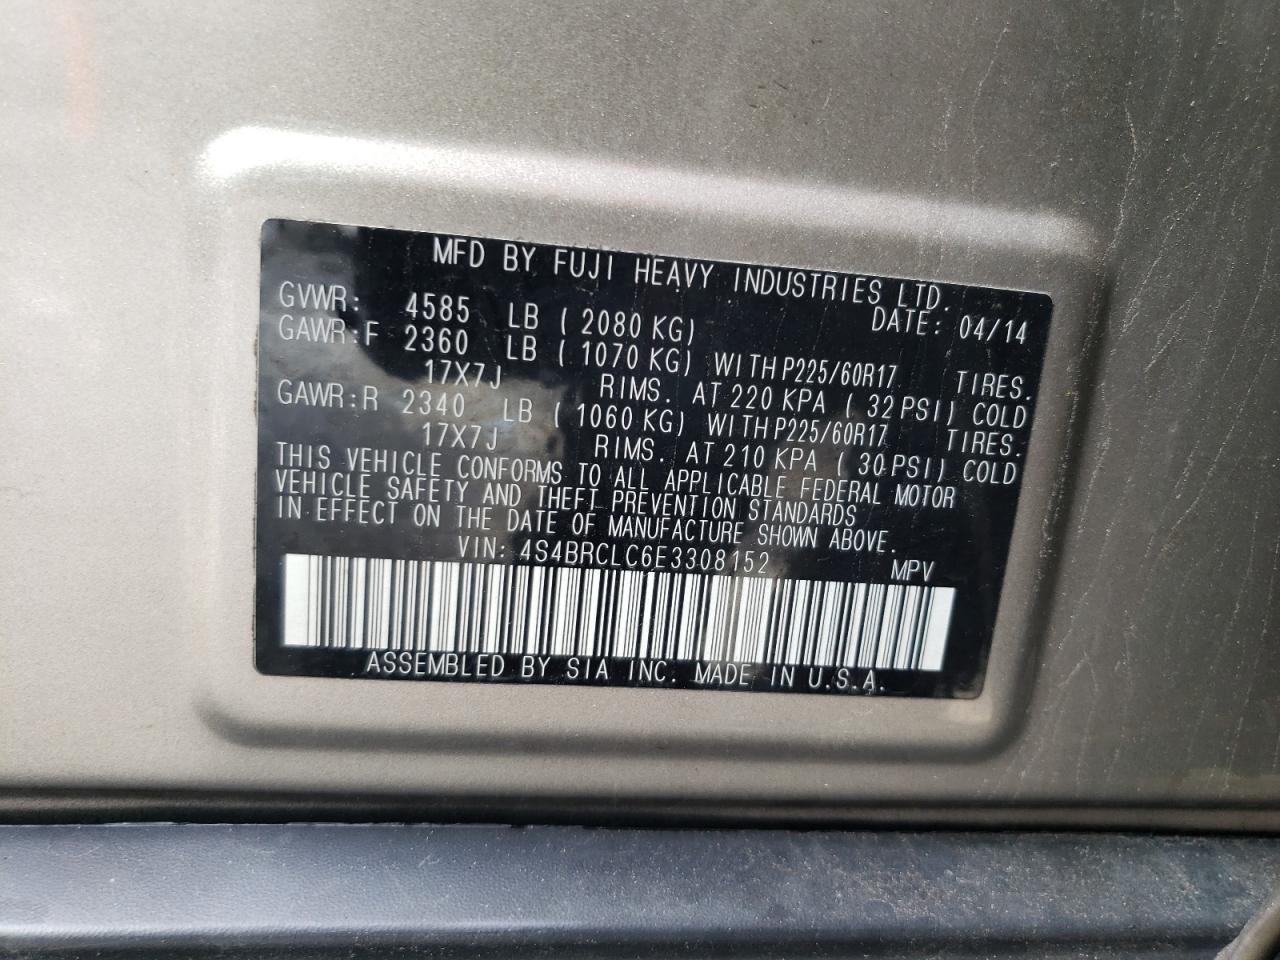 MFD BY FUJI HEAVY INDUSTRIES LTD.
GVWR: 4585 LB ( 2080 KG) DATE: 04/14
GAWR:F 2360 LB ( 1070 KG) WITH P225/60R17 TIRES.
17X7J RIMS. AT 220 KPA ( 32 PSI) COLD
GAWR:R 2340 LB ( 1060 KG) WITH P225/60R17 TIRES.
17X7J RIMS. AT 210 KPA ( 30 PSI) COLD
THIS VEHICLE CONFORMS TO ALL APPLICABLE FEDERAL MOTOR
VEHICLE SAFETY AND THEFT PREVENTION STANDARDS
IN EFFECT ON THE DATE OF MANUFACTURE SHOWN ABOVE.
VIN: 4S4BRCLC6E3308152 MPV
ASSEMBLED BY SIA INC. MADE IN U.S.A.